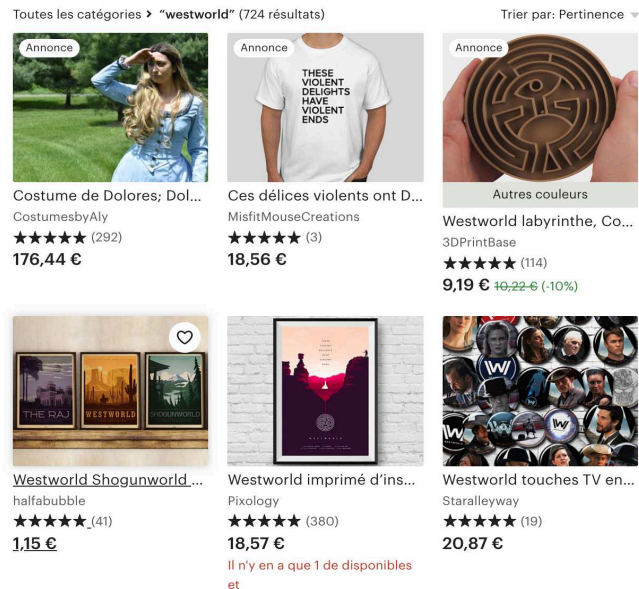 Toutes les catégories > “westworld” (724 résultats)
Trier par: Pertinence
Annonce
THESE
VIOLENT
DELIGHTS
HAVE
VIOLENT
ENDS
Annonce
Annonce
Autres couleurs
Costume de Dolores; Dol...
CostumesbyAly
(292)
176,44 €
Ces délices violents ont D...
MisfitMouseCreations
(3)
18,56 €
Westworld labyrinthe, Co...
3DPrintBase
(114)
9,19 € 10,22 € (-10%)
THE RAJ
WESTWORLD
SHOGUNWORLD
WESTWORLD
W
W
Westworld Shogunworld ...
halfabubble
(41)
1,15 €
Westworld imprimé d’ins...
Pixology
(380)
18,57 €
Il n'y en a que 1 de disponibles
et
Westworld touches TV en...
Staralleyway
(19)
20,87 €